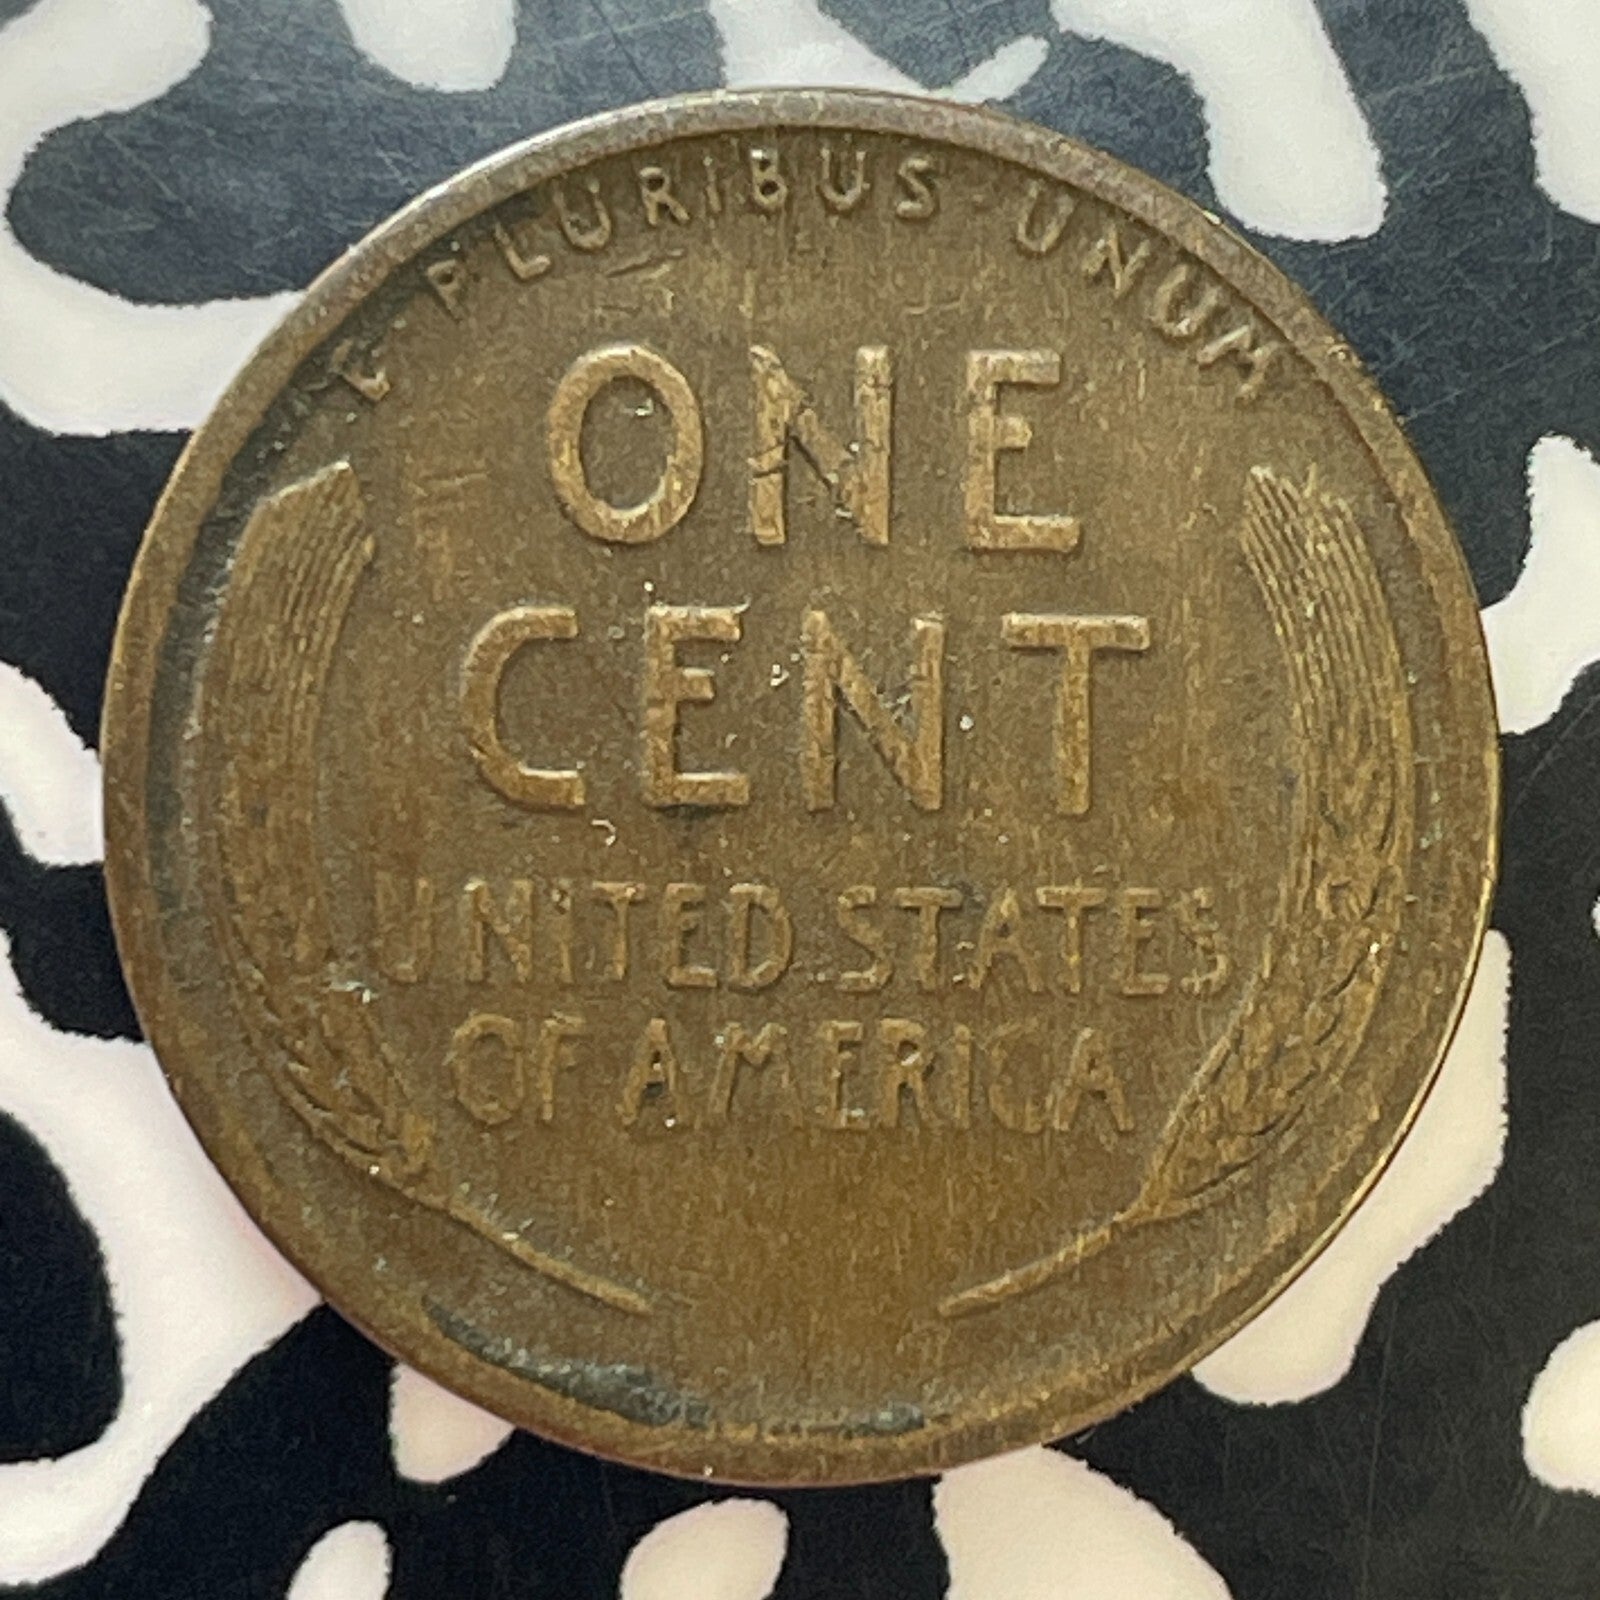 E PLURIBUS · UNUM
ONE
CENT
UNITED STATES
OF AMERICA